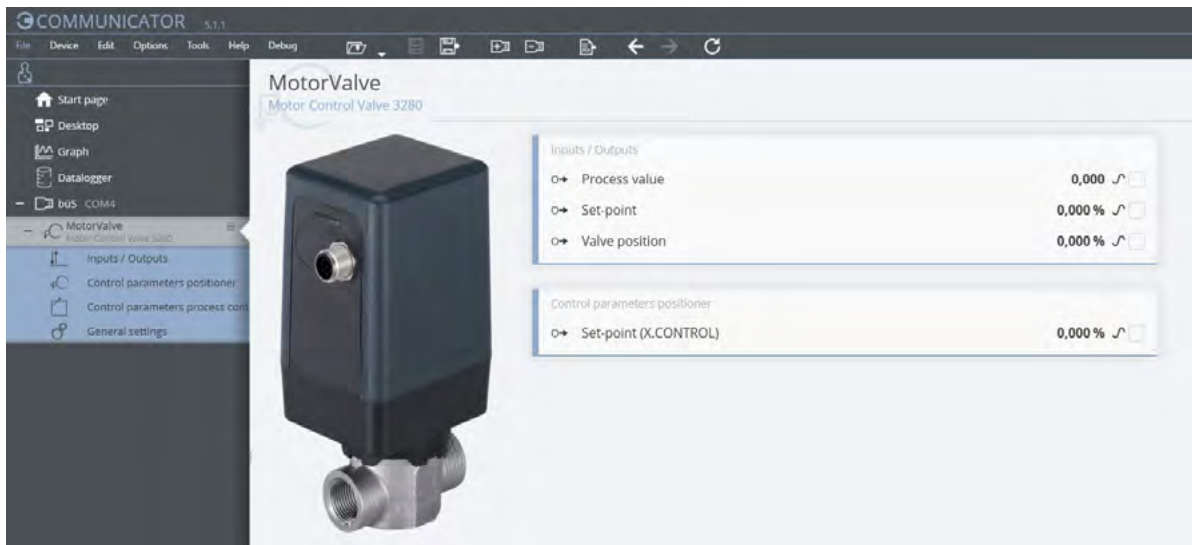 COMMUNICATOR 5.1.1
File Device Edit Options Tools Help Debug
Start page
Desktop
Graph
Datalogger
büS COM4
MotorValve
Motor Control Valve 3280
Inputs / Outputs
Control parameters positioner
Control parameters process cont
General settings
MotorValve
Motor Control Valve 3280
Inputs / Outputs
Process value 0,000
Set-point 0,000 %
Valve position 0,000 %
Control parameters positioner
Set-point (X.CONTROL) 0,000 %